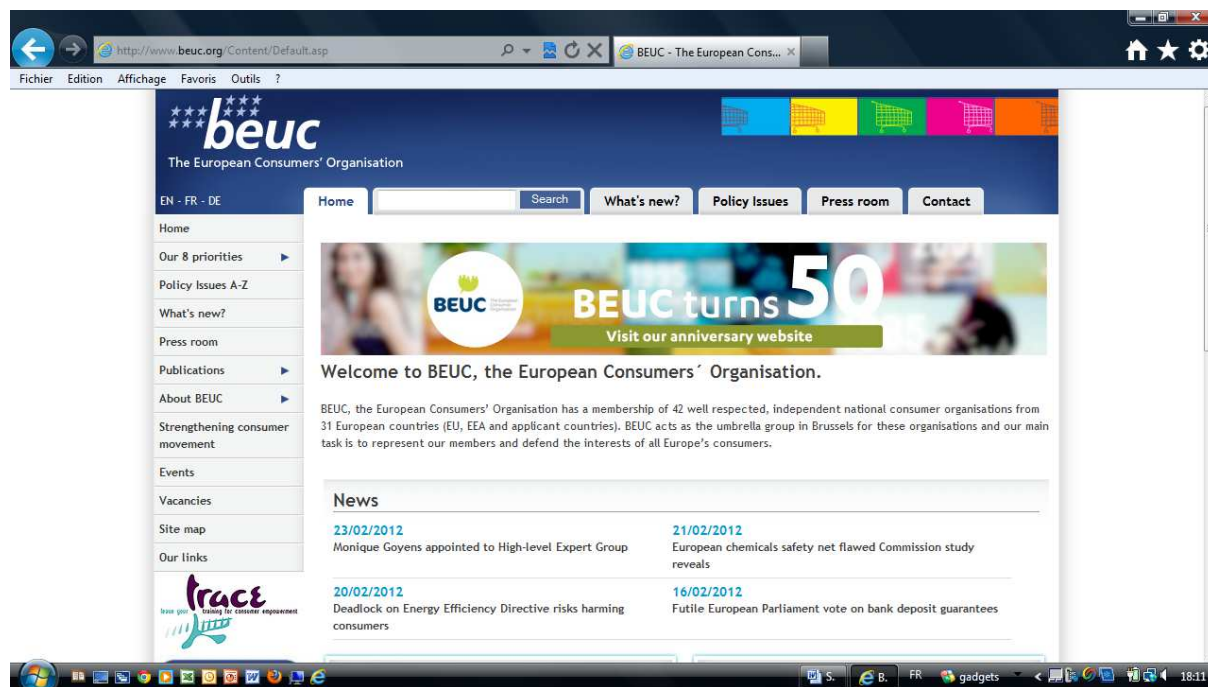 http://www.beuc.org/Content/Default.asp
BEUC - The European Cons...
Fichier Edition Affichage Favoris Outils ?
beuc
The European Consumers' Organisation
EN - FR - DE
Home
Search
What's new?
Policy Issues
Press room
Contact
Home
Our 8 priorities
Policy Issues A-Z
What's new?
Press room
Publications
About BEUC
Strengthening consumer
movement
Events
Vacancies
Site map
Our links
trace
training for consumer empowerment
BEUC
BEUC turns 50
Visit our anniversary website
Welcome to BEUC, the European Consumers´ Organisation.
BEUC, the European Consumers' Organisation has a membership of 42 well respected, independent national consumer organisations from
31 European countries (EU, EEA and applicant countries). BEUC acts as the umbrella group in Brussels for these organisations and our main
task is to represent our members and defend the interests of all Europe's consumers.
News
23/02/2012
Monique Goyens appointed to High-level Expert Group
21/02/2012
European chemicals safety net flawed Commission study
reveals
20/02/2012
Deadlock on Energy Efficiency Directive risks harming
consumers
16/02/2012
Futile European Parliament vote on bank deposit guarantees
S.
B.
FR
gadgets
18:11